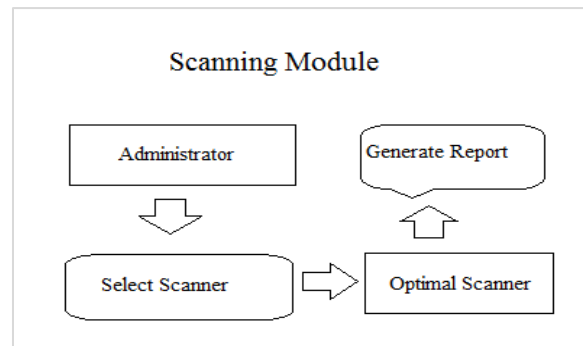 Scanning Module
Administrator
Generate Report
Select Scanner
Optimal Scanner